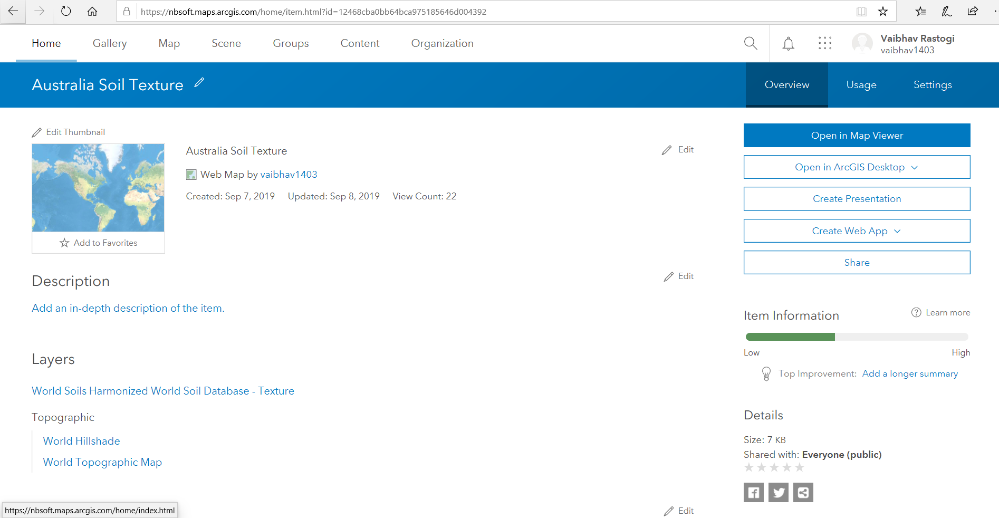 https://nbsoft.maps.arcgis.com/home/item.html?id=12468cba0bb64bca975185646d004392
Home Gallery Map Scene Groups Content Organization
Vaibhav Rastogi
vaibhav1403
Australia Soil Texture
Overview Usage Settings
Edit Thumbnail
Add to Favorites
Australia Soil Texture
Edit
Web Map by vaibhav1403
Created: Sep 7, 2019 Updated: Sep 8, 2019 View Count: 22
Description
Edit
Add an in-depth description of the item.
Layers
World Soils Harmonized World Soil Database - Texture
Topographic
World Hillshade
World Topographic Map
Edit
Open in Map Viewer
Open in ArcGIS Desktop
Create Presentation
Create Web App
Share
Item Information
? Learn more
Low High
Top Improvement: Add a longer summary
Details
Size: 7 KB
Shared with: Everyone (public)
https://nbsoft.maps.arcgis.com/home/index.html